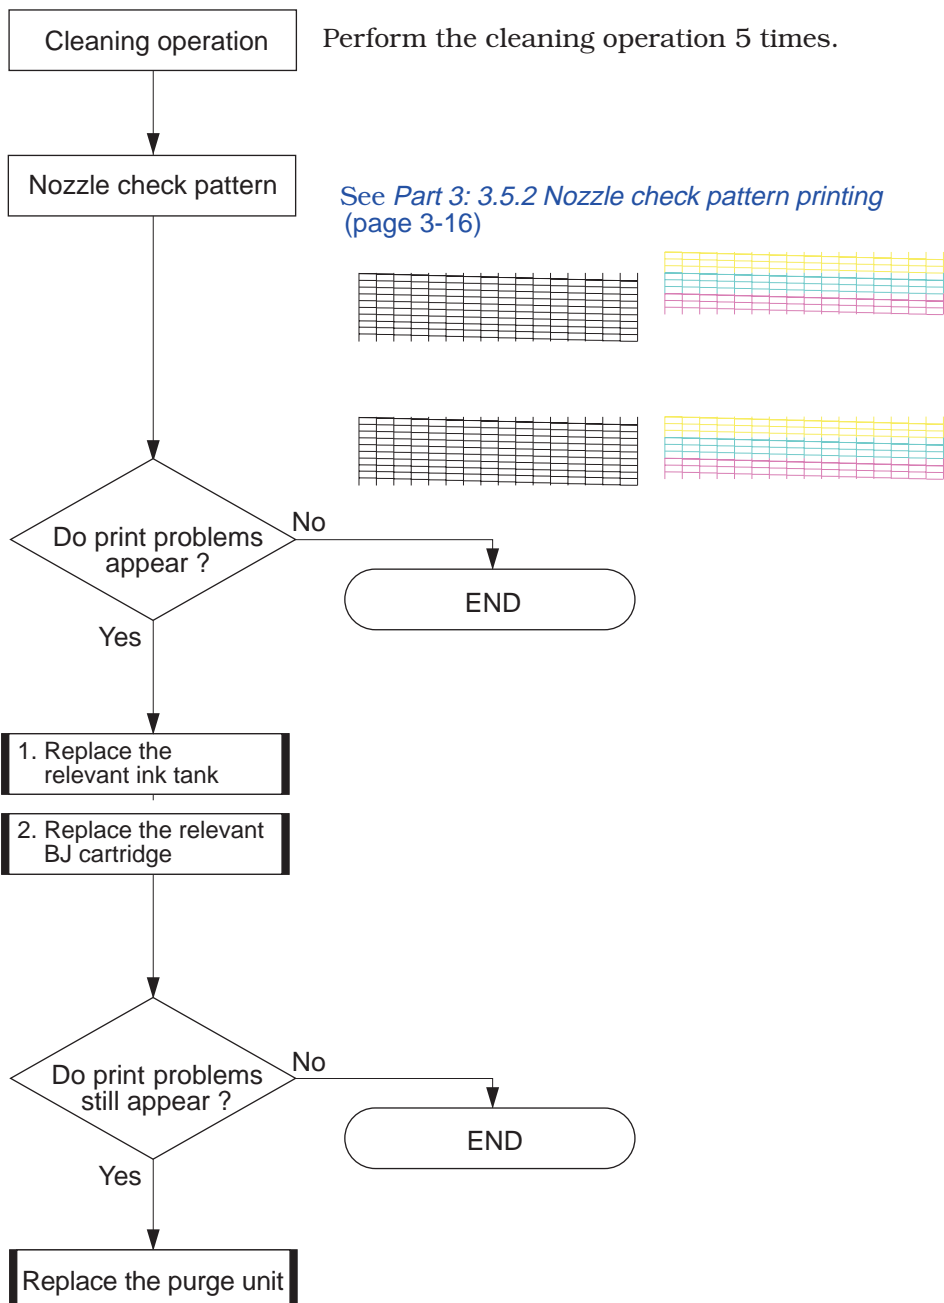 Cleaning operation
Perform the cleaning operation 5 times.
Nozzle check pattern
See Part 3: 3.5.2 Nozzle check pattern printing
(page 3-16)
Do print problems
appear ?
No
END
Yes
1. Replace the
relevant ink tank
2. Replace the relevant
BJ cartridge
Do print problems
still appear ?
No
END
Yes
Replace the purge unit